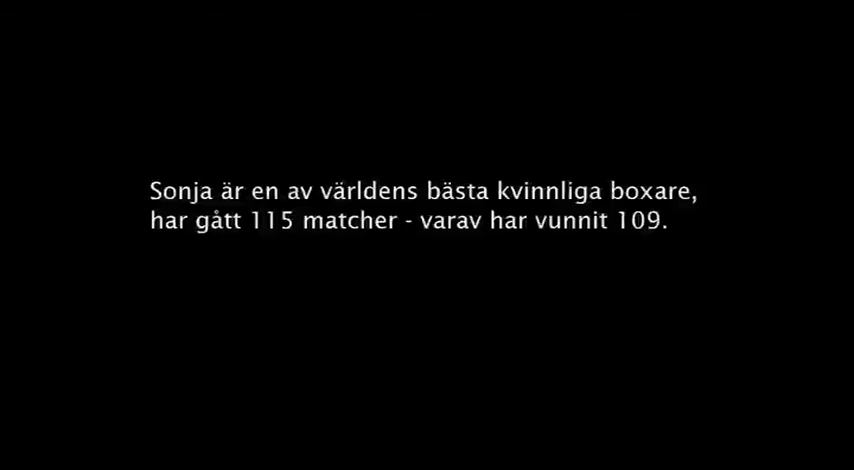 Sonja är en av världens bästa kvinnliga boxare,
har gått 115 matcher - varav har vunnit 109.